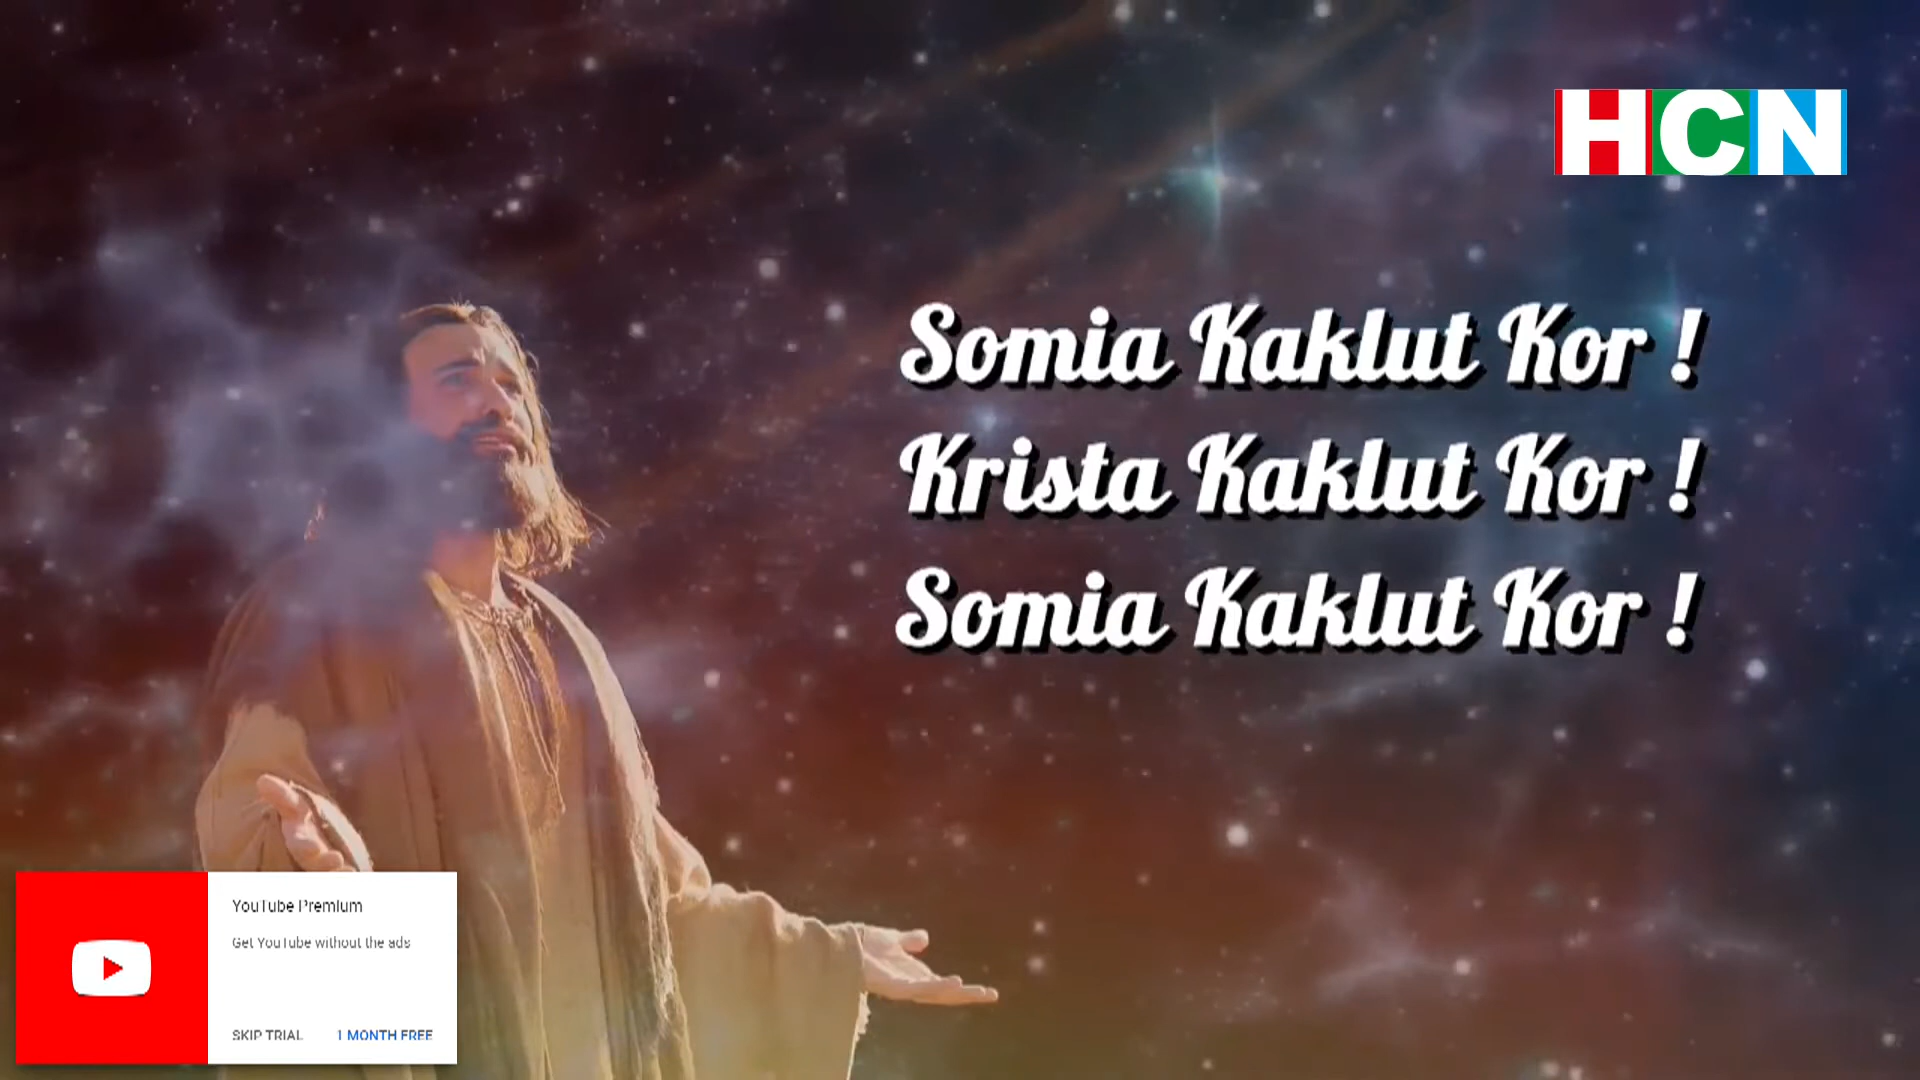 HCN
Somia Kaklut Kor !
Krista Kaklut Kor !
Somia Kaklut Kor !
YouTube Premium
Get YouTube without the ads
SKIP TRIAL 1 MONTH FREE